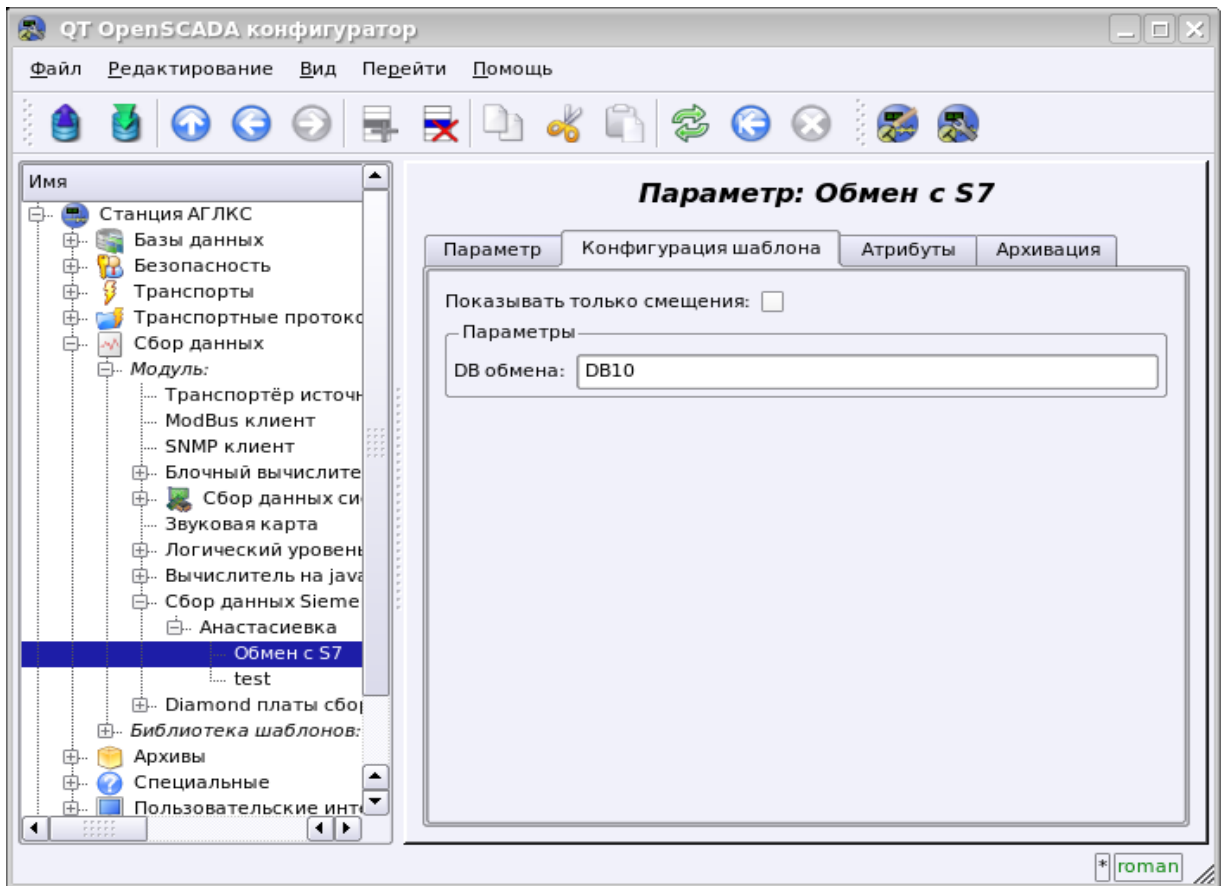 QT OpenSCADA конфигуратор
Файл Редактирование Вид Перейти Помощь
Имя
Станция АГЛКС
Базы данных
Безопасность
Транспорты
Транспортные протоко
Сбор данных
Модуль:
Транспортёр источн
ModBus клиент
SNMP клиент
Блочный вычислите
Сбор данных си
Звуковая карта
Логический уровень
Вычислитель на java
Сбор данных Sieme
Анастасиевка
Обмен с S7
test
Diamond платы сбо
Библиотека шаблонов:
Архивы
Специальные
Пользовательские инт
Параметр: Обмен с S7
Параметр Конфигурация шаблона Атрибуты Архивация
Показывать только смещения:
Параметры
DB обмена: DB10
* roman